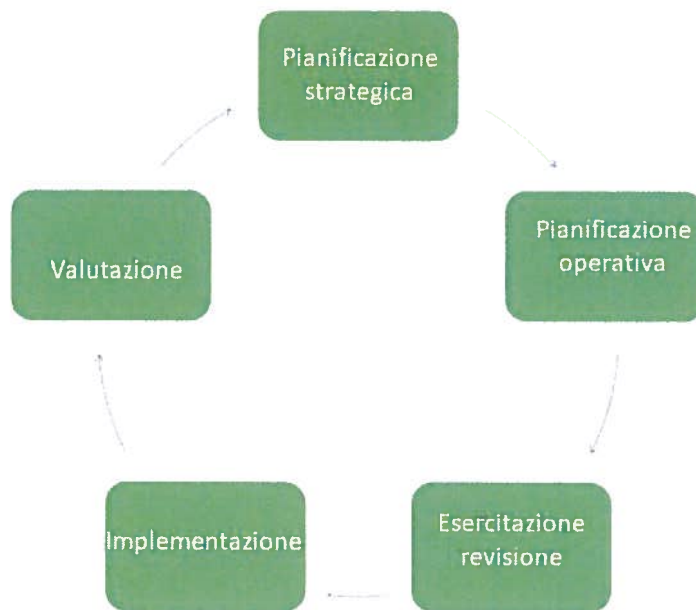 Pianificazione
strategica
Pianificazione
operativa
Esercitazione
revisione
Implementazione
Valutazione